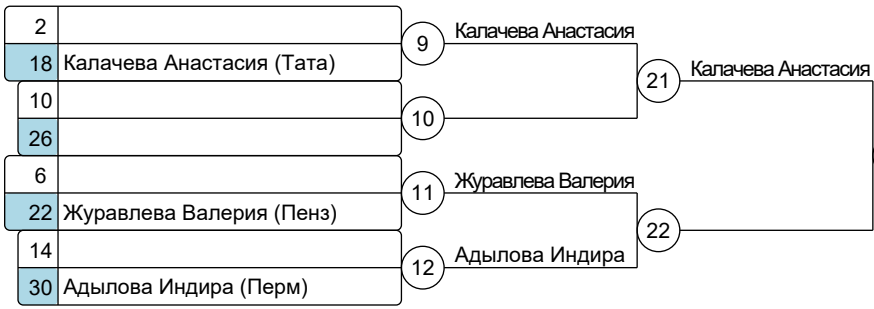 2
9
Калачева Анастасия
18 Калачева Анастасия (Тата)
21
Калачева Анастасия
10
10
26
6
11
Журавлева Валерия
22 Журавлева Валерия (Пенз)
22
14
12
Адылова Индира
30 Адылова Индира (Перм)